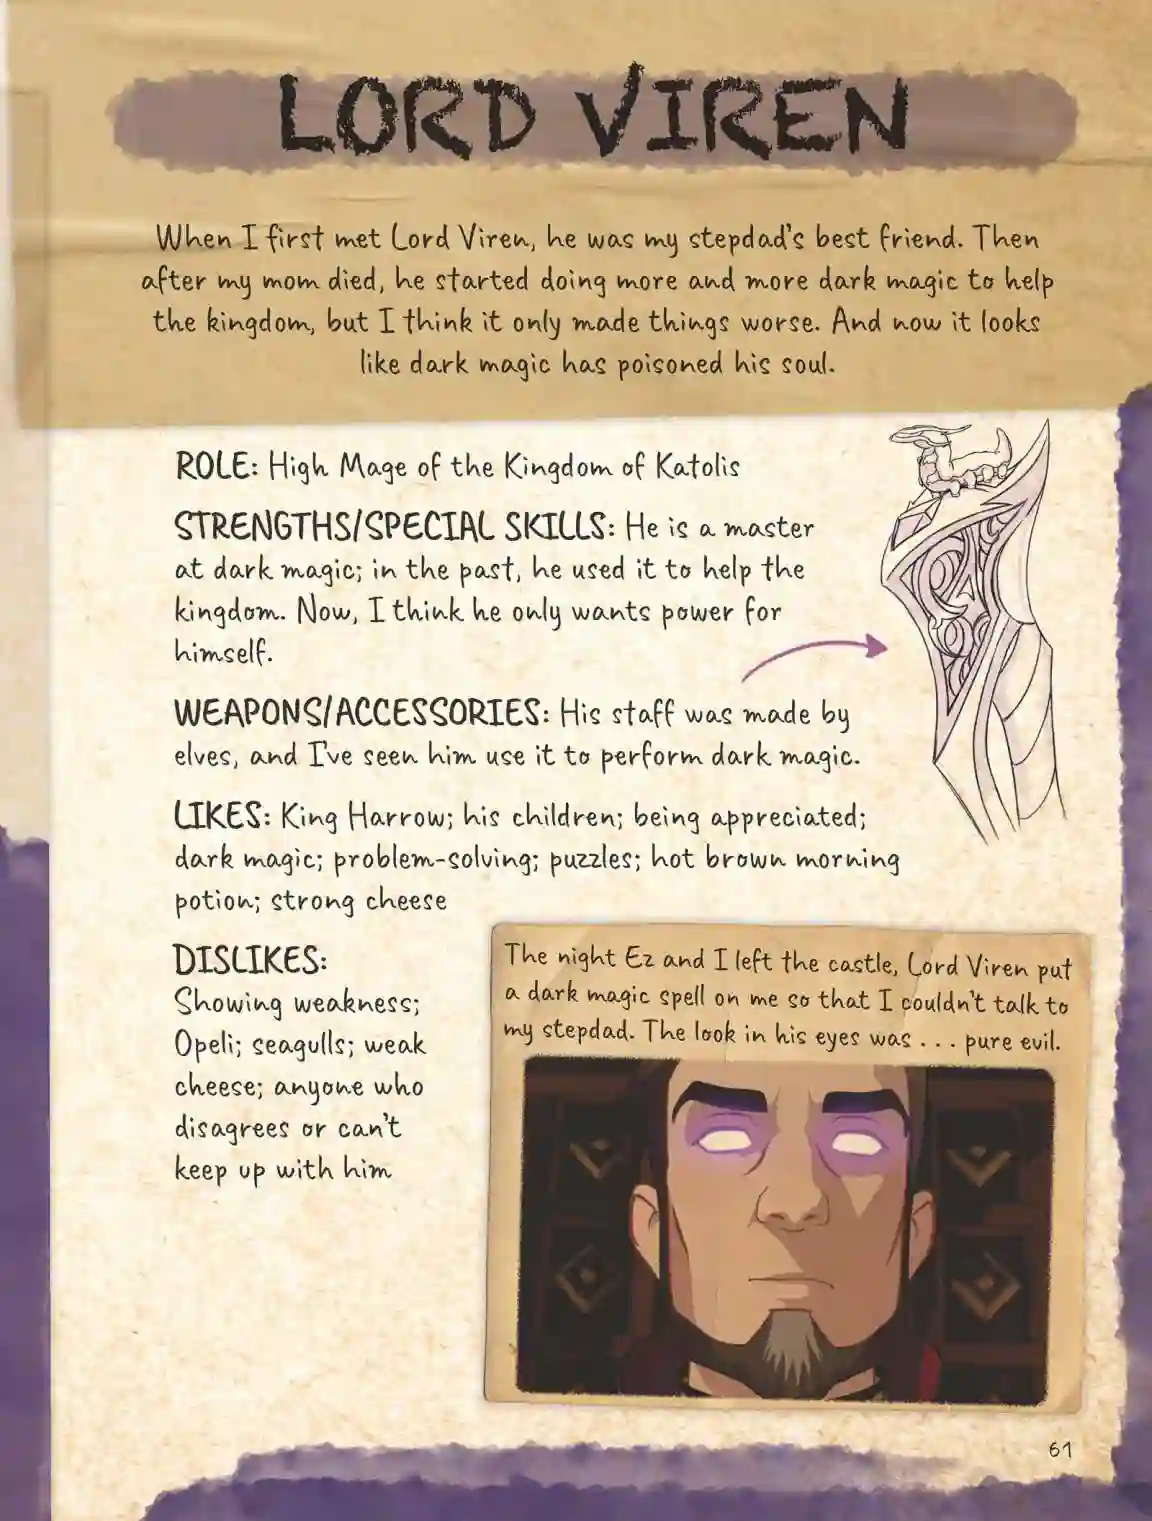 LORD VIREN
When I first met Lord Viren, he was my stepdad's best friend. Then
after my mom died, he started doing more and more dark magic to help
the kingdom, but I think it only made things worse. And now it looks
like dark magic has poisoned his soul.
ROLE: High Mage of the Kingdom of Katolis
STRENGTHS/SPECIAL SKILLS: He is a master
at dark magic; in the past, he used it to help the
kingdom. Now, I think he only wants power for
himself.
WEAPONS/ACCESSORIES: His staff was made by
elves, and I've seen him use it to perform dark magic.
LIKES: King Harrow; his children; being appreciated;
dark magic; problem-solving; puzzles; hot brown morning
potion; strong cheese
DISLIKES:
Showing weakness;
Opeli; seagulls; weak
cheese; anyone who
disagrees or can't
keep up with him
The night Ez and I left the castle, Lord Viren put
a dark magic spell on me so that I couldn't talk to
my stepdad. The look in his eyes was . . . pure evil.
61